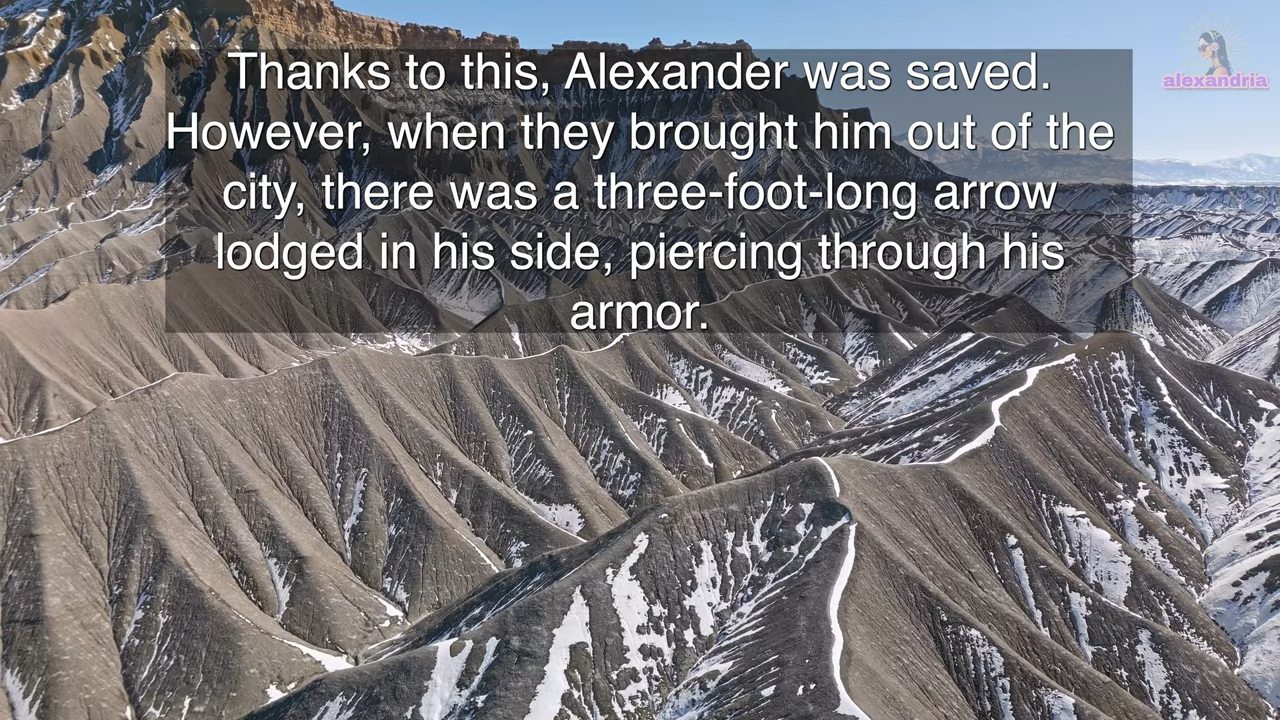 alexandria
Thanks to this, Alexander was saved.
However, when they brought him out of the
city, there was a three-foot-long arrow
lodged in his side, piercing through his
armor.